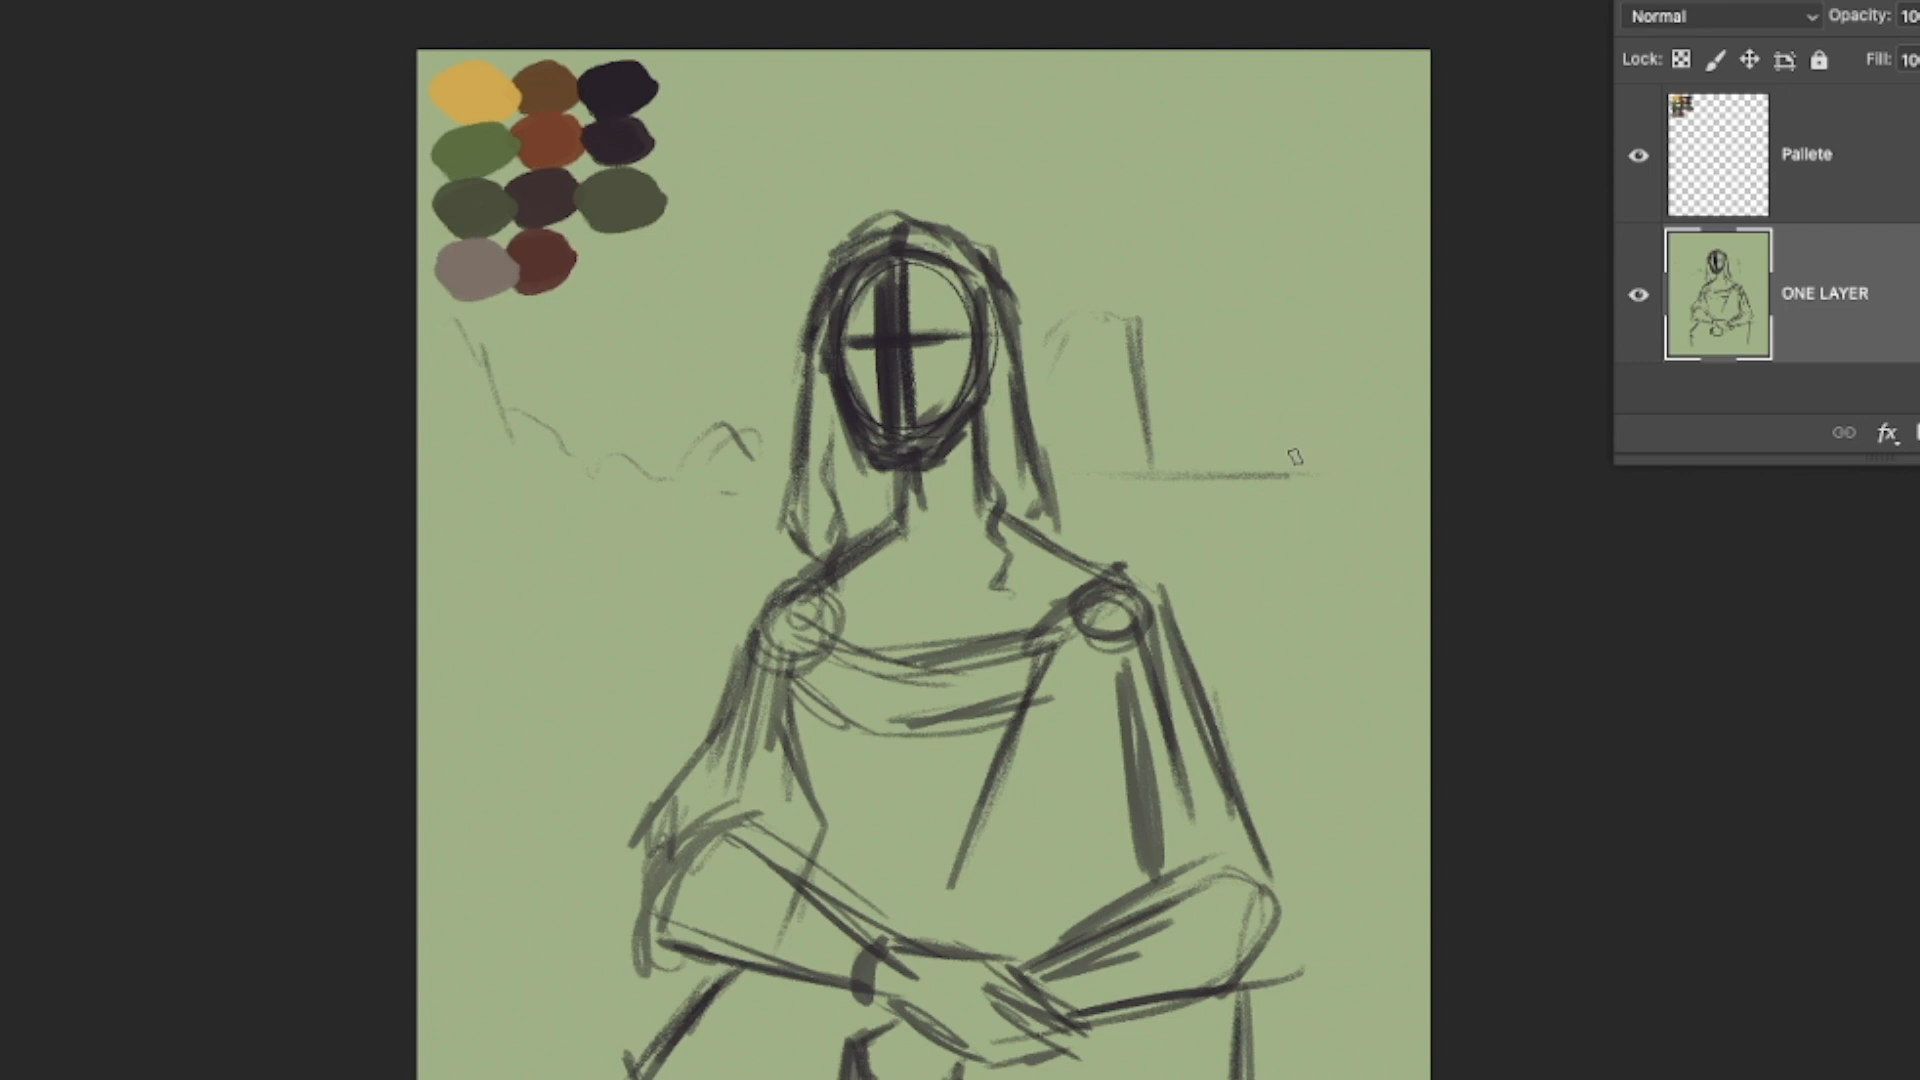 Normal Opacity: 10
Lock: Fill: 10
Pallete
ONE LAYER
fx